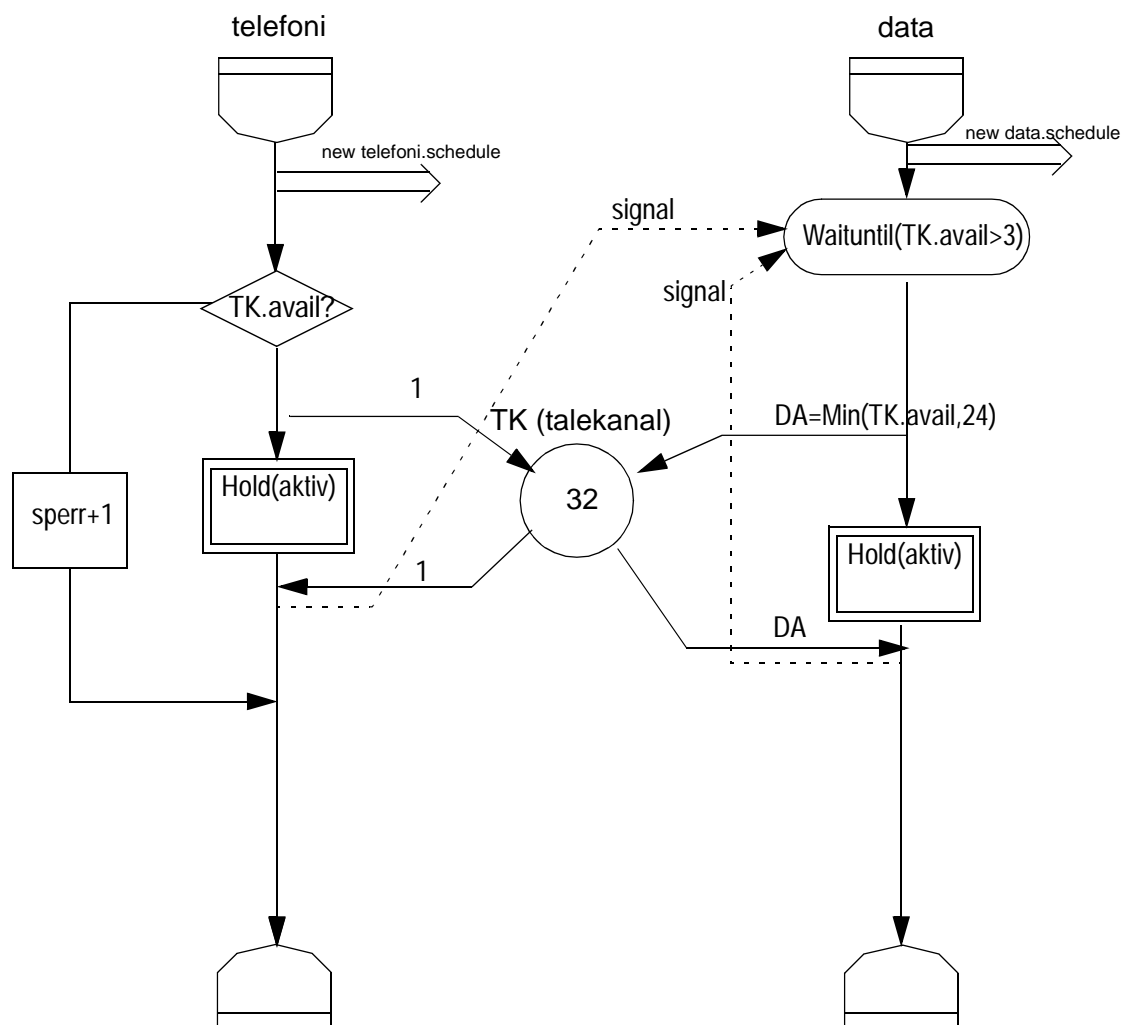 telefoni
data
new telefoni.schedule
new data.schedule
signal
Waituntil(TK.avail>3)
signal
TK.avail?
1
TK (talekanal)
DA=Min(TK.avail,24)
Hold(aktiv)
32
sperr+1
Hold(aktiv)
1
DA